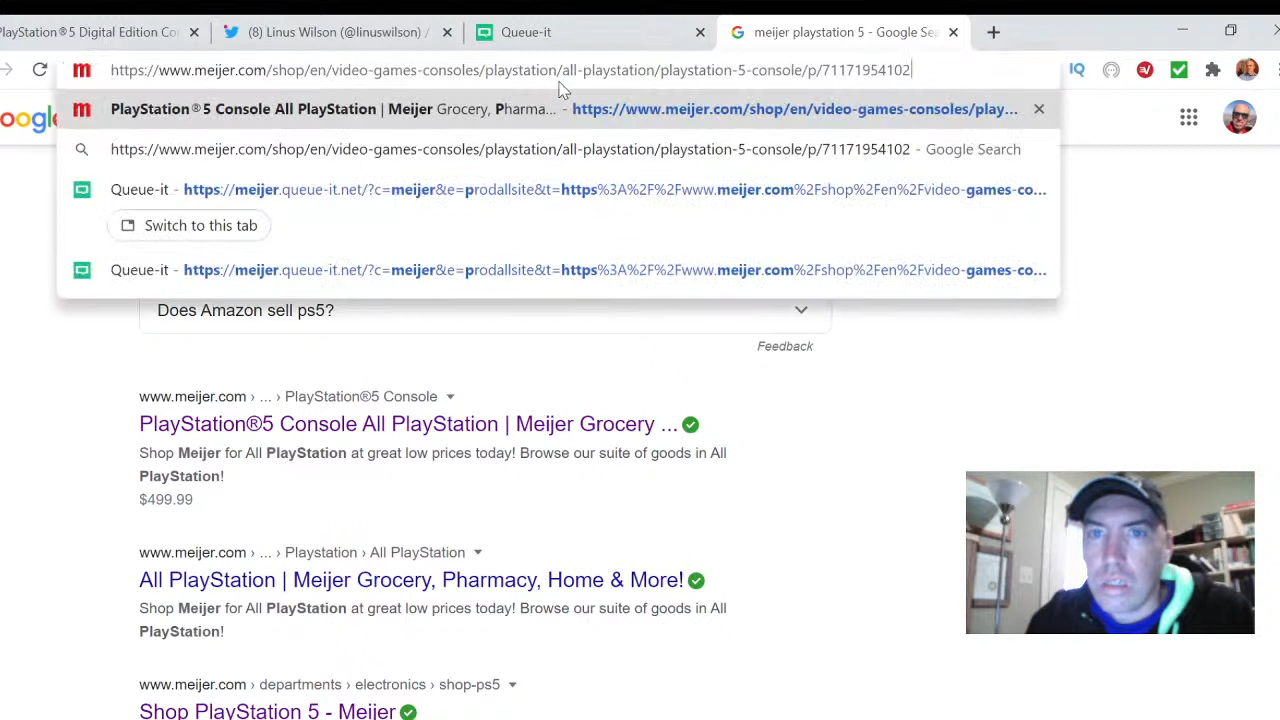 PlayStation®5 Digital Edition Co
(8) Linus Wilson (@linuswilson) /
Queue-it
meijer playstation 5 - Google Sea
https://www.meijer.com/shop/en/video-games-consoles/playstation/all-playstation/playstation-5-console/p/71171954102
PlayStation®5 Console All PlayStation | Meijer Grocery, Pharma... - https://www.meijer.com/shop/en/video-games-consoles/play...
https://www.meijer.com/shop/en/video-games-consoles/playstation/all-playstation/playstation-5-console/p/71171954102 - Google Search
Queue-it - https://meijer.queue-it.net/?c=meijer&e=prodallsite&t=https%3A%2F%2Fwww.meijer.com%2Fshop%2Fen%2Fvideo-games-co...
Switch to this tab
Queue-it - https://meijer.queue-it.net/?c=meijer&e=prodallsite&t=https%3A%2F%2Fwww.meijer.com%2Fshop%2Fen%2Fvideo-games-co...
Does Amazon sell ps5?
Feedback
www.meijer.com › ... › PlayStation®5 Console
PlayStation®5 Console All PlayStation | Meijer Grocery ...
Shop Meijer for All PlayStation at great low prices today! Browse our suite of goods in All
PlayStation!
$499.99
www.meijer.com › ... › Playstation › All PlayStation
All PlayStation | Meijer Grocery, Pharmacy, Home & More!
Shop Meijer for All PlayStation at great low prices today! Browse our suite of goods in All
PlayStation!
www.meijer.com › departments › electronics › shop-ps5
Shop PlayStation 5 - Meijer